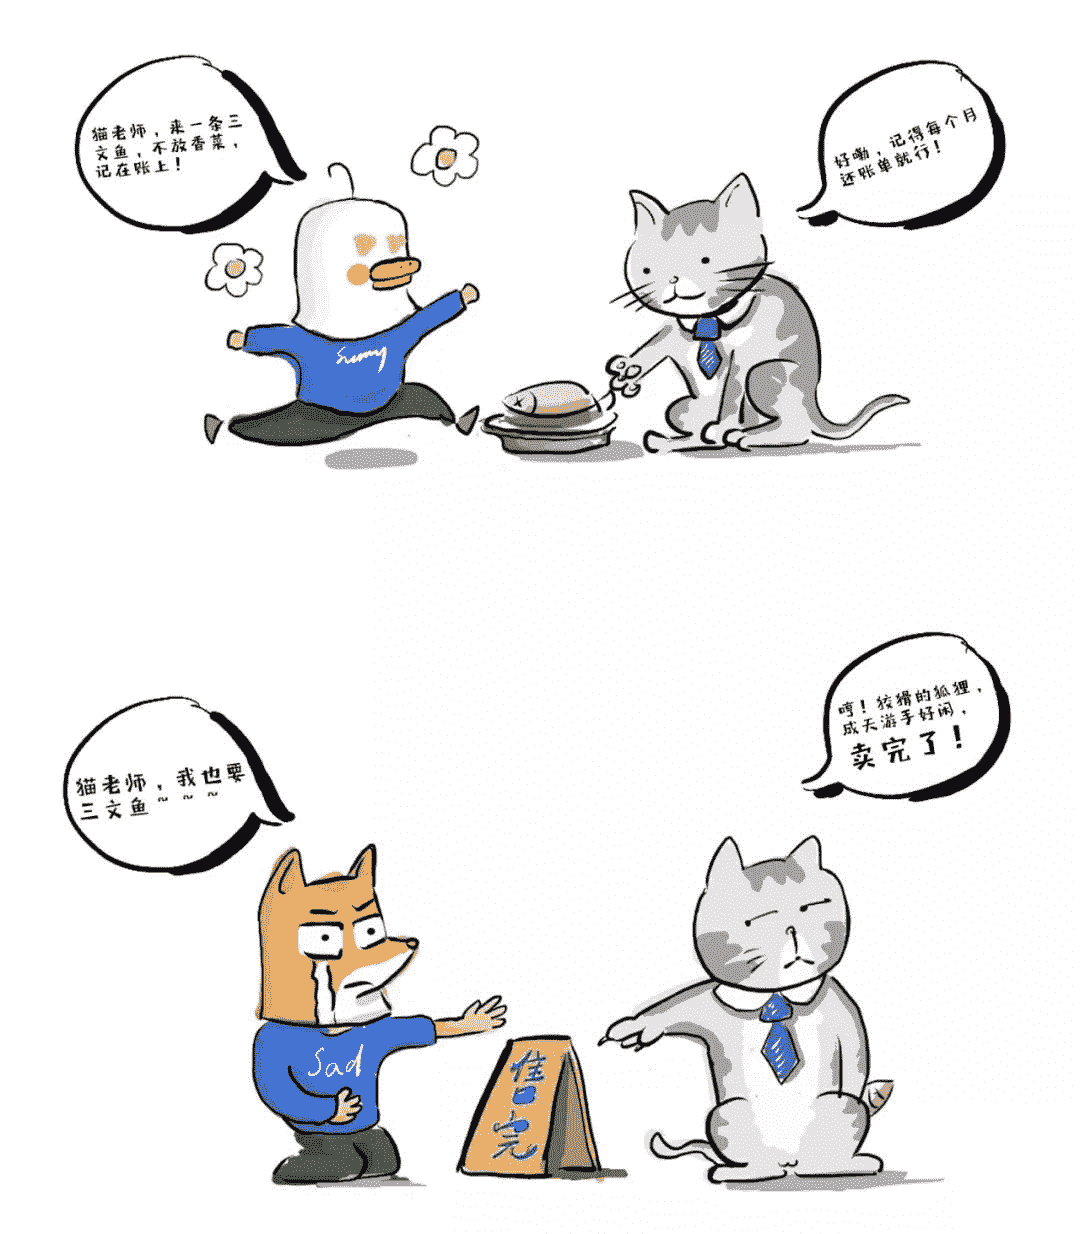 猫老师，来一条三
文鱼，不放香菜，
记在账上！
好嘞，记得每个月
还账单就行！
Sunny
猫老师，我也要
三文鱼~ ~ ~
哼！狡猾的狐狸，
成天游手好闲，
卖完了！
Sad
售
完